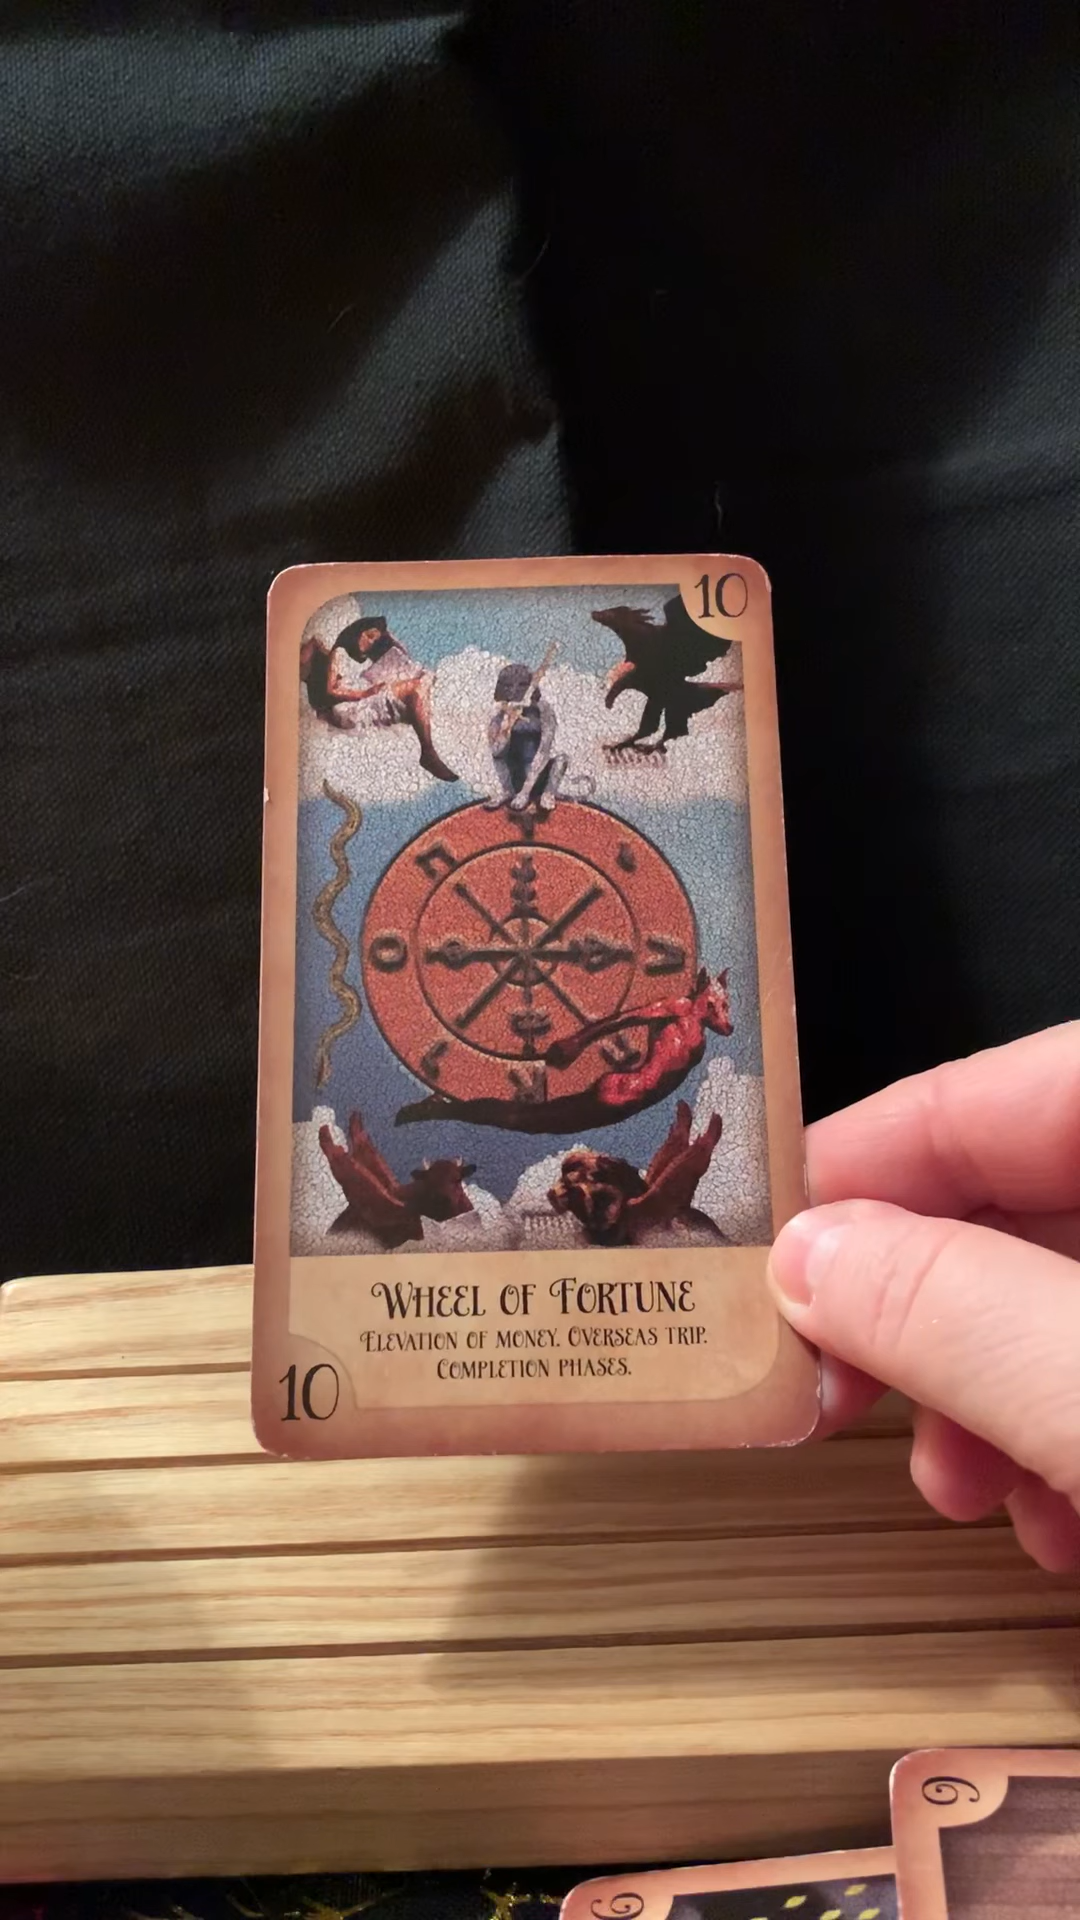 10
WHEEL OF FORTUNE
ELEVATION OF MONEY. OVERSEAS TRIP.
COMPLETION PHASES.
10